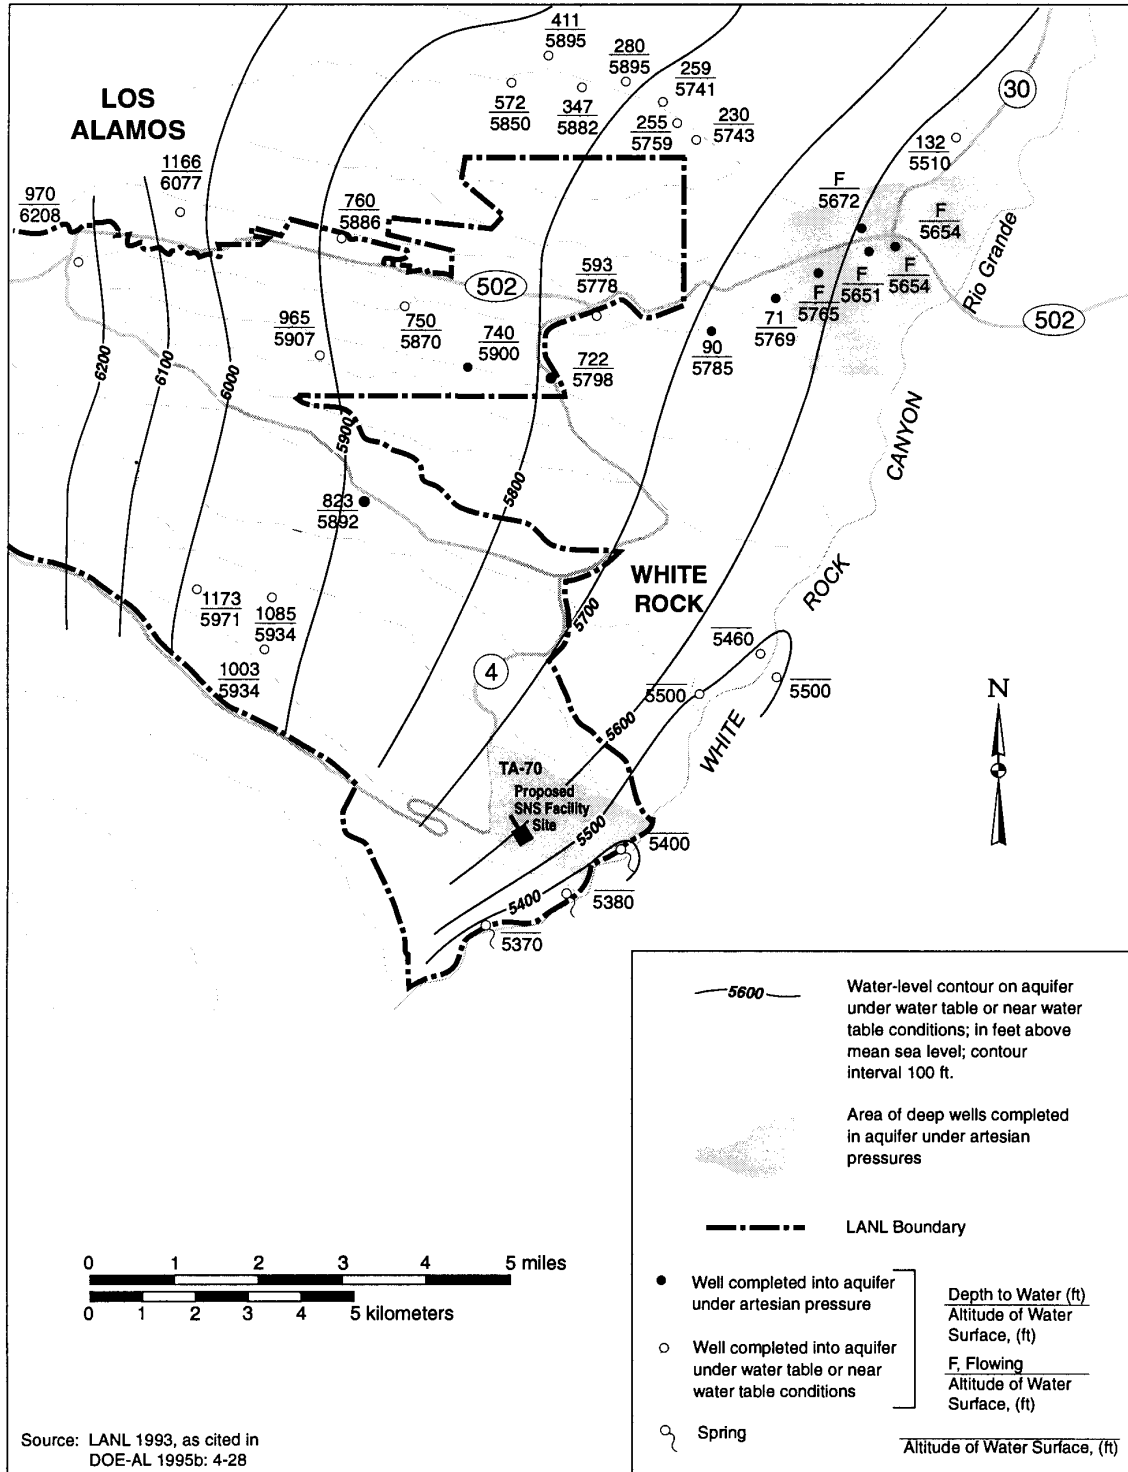 411
5895
280
5895
259
5741
572
5850
347
5882
255
5759
230
5743
30
LOS
ALAMOS
132
5510
1166
6077
970
6208
760
5886
F
5672
F
5654
Rio Grande
502
593
5778
F
5651
F
5654
F
5765
71
5769
502
965
5907
750
5870
740
5900
722
5798
90
5785
6200
6100
6000
5900
5800
CANYON
823
5892
ROCK
WHITE
ROCK
5700
1173
5971
1085
5934
1003
5934
4
5460
5500
5500
5600
WHITE
N
TA-70
Proposed
SNS Facility
Site
5500
5400
5400
5380
5370
5600
Water-level contour on aquifer
under water table or near water
table conditions; in feet above
mean sea level; contour
interval 100 ft.
Area of deep wells completed
in aquifer under artesian
pressures
LANL Boundary
0 1 2 3 4 5 miles
0 1 2 3 4 5 kilometers
Well completed into aquifer
under artesian pressure
Well completed into aquifer
under water table or near
water table conditions
Depth to Water (ft)
Altitude of Water
Surface, (ft)
F, Flowing
Altitude of Water
Surface, (ft)
Spring
Altitude of Water Surface, (ft)
Source: LANL 1993, as cited in
DOE-AL 1995b: 4-28